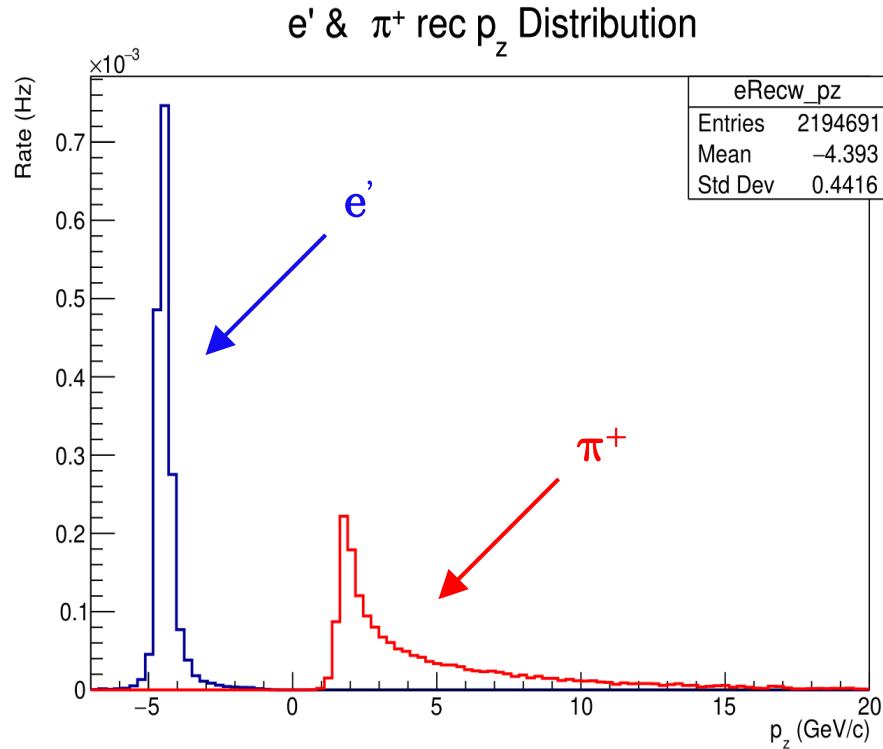 e' & π⁺ rec p_z Distribution
×10⁻³
Rate (Hz)
eRecw_pz
Entries 2194691
Mean −4.393
Std Dev 0.4416
0.7
0.6
0.5
0.4
0.3
0.2
0.1
0
e’
π⁺
−5 0 5 10 15 20
p_z (GeV/c)